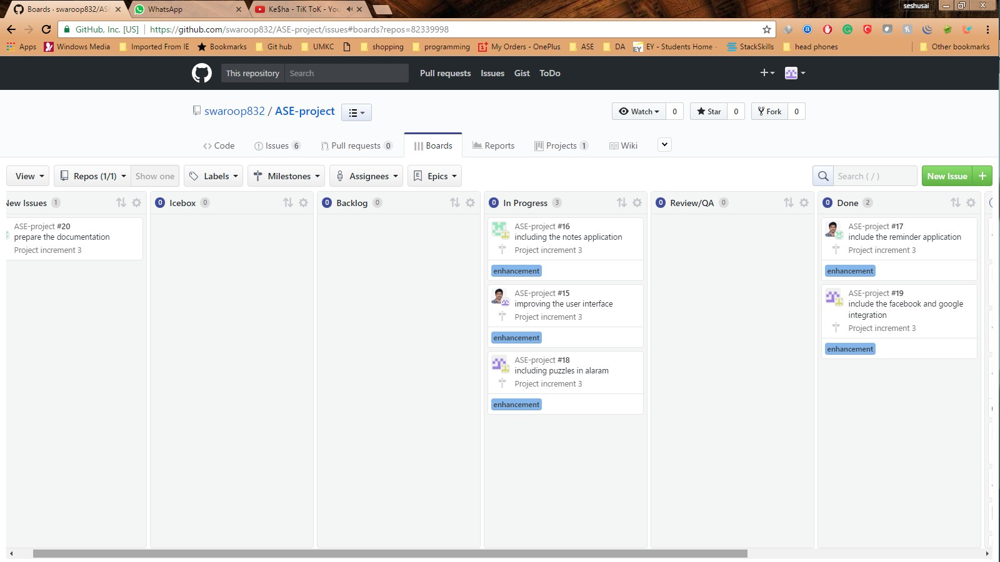 Boards · swaroop832/ASE
WhatsApp
Ke$ha - TiK ToK - You
seshusai
GitHub, Inc. [US]
https://github.com/swaroop832/ASE-project/issues#boards?repos=82339998
Apps
Windows Media
Imported From IE
Bookmarks
Git hub
UMKC
shopping
programming
My Orders - OnePlus
ASE
DA
EY
EY - Students Home -
StackSkills
head phones
Other bookmarks
This repository
Search
Pull requests
Issues
Gist
ToDo
swaroop832 / ASE-project
Watch 0
Star 0
Fork 0
Code
Issues 6
Pull requests 0
Boards
Reports
Projects 1
Wiki
View
Repos (1/1)
Show one
Labels
Milestones
Assignees
E
Epics
Search ( / )
New Issue +
New Issues 1
ASE-project #20
prepare the documentation
Project increment 3
0 Icebox 0
0 Backlog 0
0 In Progress 3
ASE-project #16
including the notes application
Project increment 3
enhancement
ASE-project #15
improving the user interface
Project increment 3
enhancement
ASE-project #18
including puzzles in alaram
Project increment 3
enhancement
0 Review/QA 0
0 Done 2
ASE-project #17
include the reminder application
Project increment 3
enhancement
ASE-project #19
include the facebook and google
integration
Project increment 3
enhancement